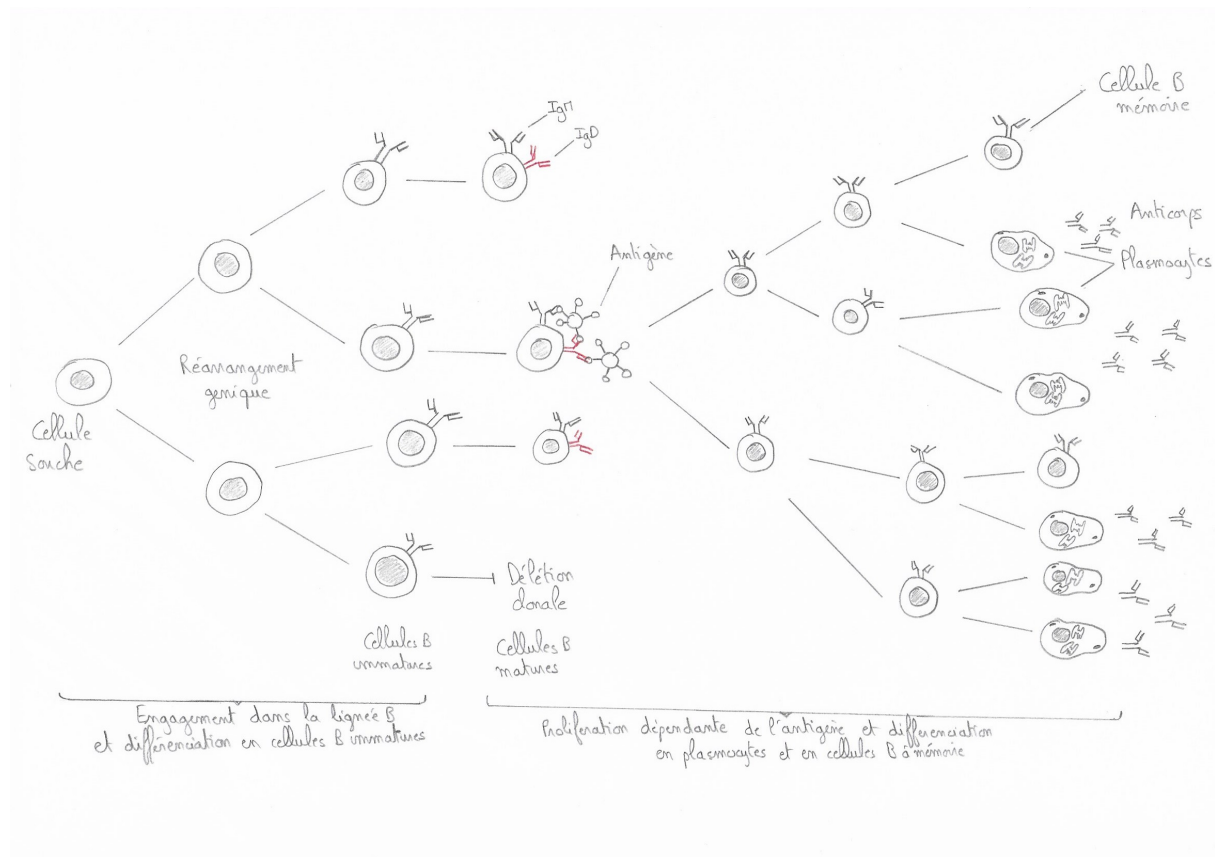 Cellule B
mémoire
IgM
IgD
Anticorps
Antigène
Plasmocytes
Réarrangement
génique
Cellule
souche
Délétion
clonale
Cellules B
immatures
Cellules B
matures
Engagement dans la lignée B
et différenciation en cellules B immatures
Prolifération dépendante de l'antigène et différenciation
en plasmocytes et en cellules B à mémoire